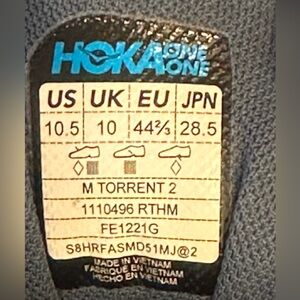 HOKA ONE ONE
US UK EU JPN
10.5 10 44⅔ 28.5
M TORRENT 2
1110496 RTHM
FE1221G
S8HRFASMD51MJ@2
MADE IN VIETNAM
FABRIQUE EN VIETNAM
HECHO EN VIETNAM